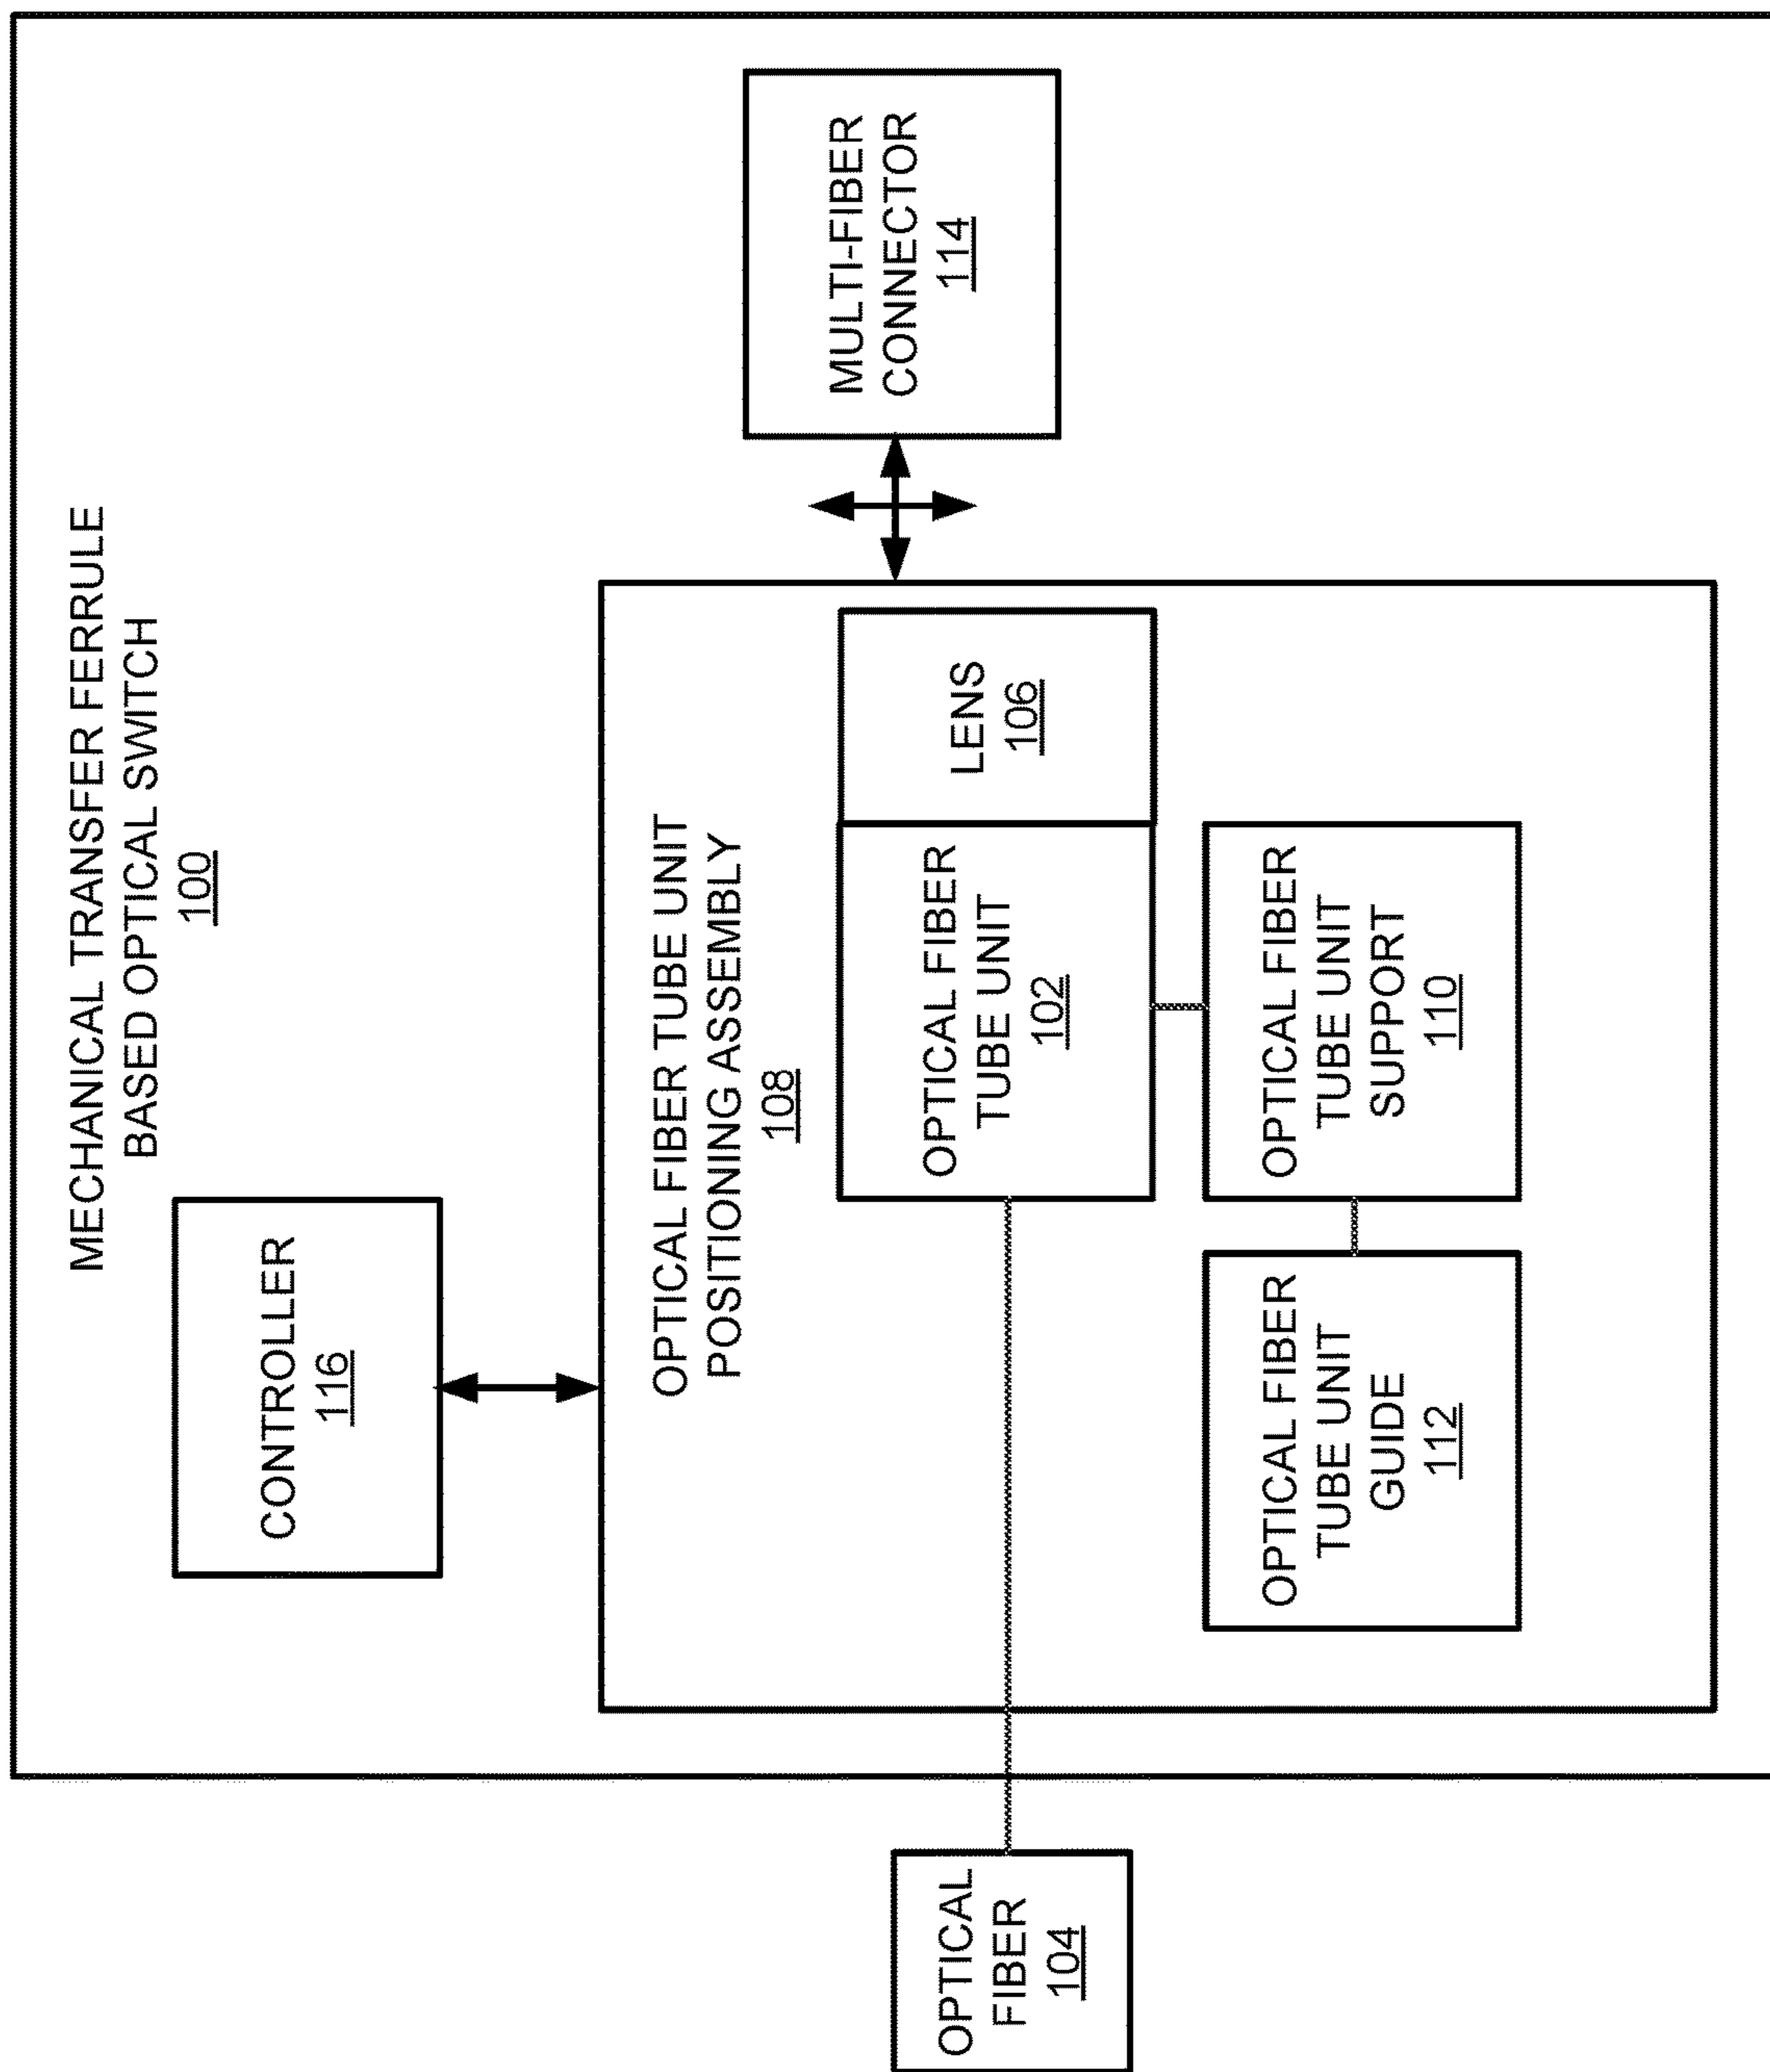 MECHANICAL TRANSFER FERRULE
BASED OPTICAL SWITCH
100
CONTROLLER
116
OPTICAL FIBER TUBE UNIT
POSITIONING ASSEMBLY
108
MULTI-FIBER
CONNECTOR
114
OPTICAL FIBER
TUBE UNIT
102
LENS
106
OPTICAL
FIBER
104
OPTICAL FIBER
TUBE UNIT
GUIDE
112
OPTICAL FIBER
TUBE UNIT
SUPPORT
110